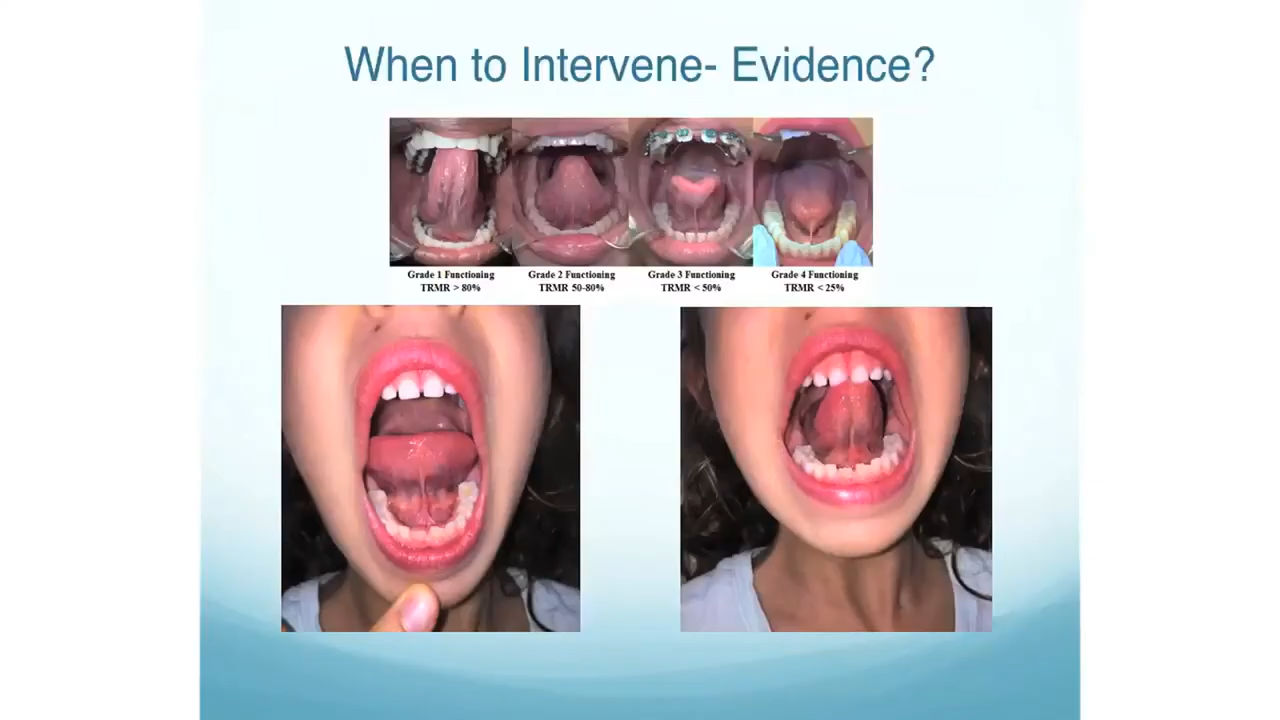 When to Intervene- Evidence?
Grade 1 Functioning
TRMR > 80%
Grade 2 Functioning
TRMR 50-80%
Grade 3 Functioning
TRMR < 50%
Grade 4 Functioning
TRMR < 25%